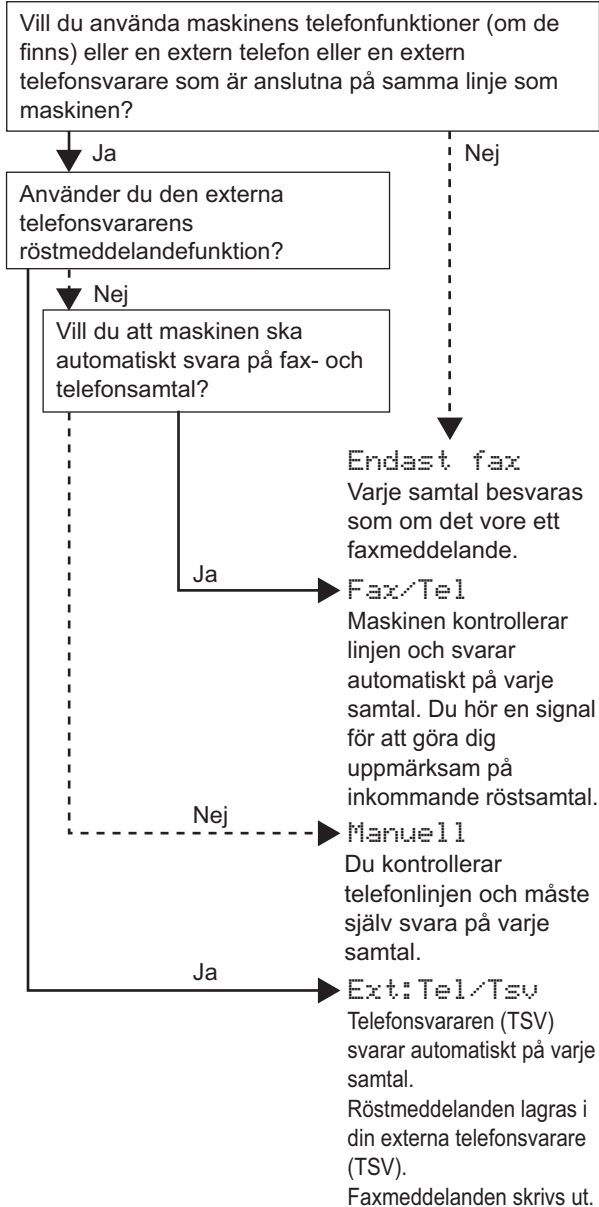 Vill du använda maskinens telefonfunktioner (om de
finns) eller en extern telefon eller en extern
telefonsvarare som är anslutna på samma linje som
maskinen?
Ja
Nej
Använder du den externa
telefonsvararens
röstmeddelandefunktion?
Nej
Vill du att maskinen ska
automatiskt svara på fax- och
telefonsamtal?
Endast fax
Varje samtal besvaras
som om det vore ett
faxmeddelande.
Ja
Fax/Tel
Maskinen kontrollerar
linjen och svarar
automatiskt på varje
samtal. Du hör en signal
för att göra dig
uppmärksam på
inkommande röstsamtal.
Nej
Manuell
Du kontrollerar
telefonlinjen och måste
själv svara på varje
samtal.
Ja
Ext:Tel/Tsv
Telefonsvararen (TSV)
svarar automatiskt på varje
samtal.
Röstmeddelanden lagras i
din externa telefonsvarare
(TSV).
Faxmeddelanden skrivs ut.